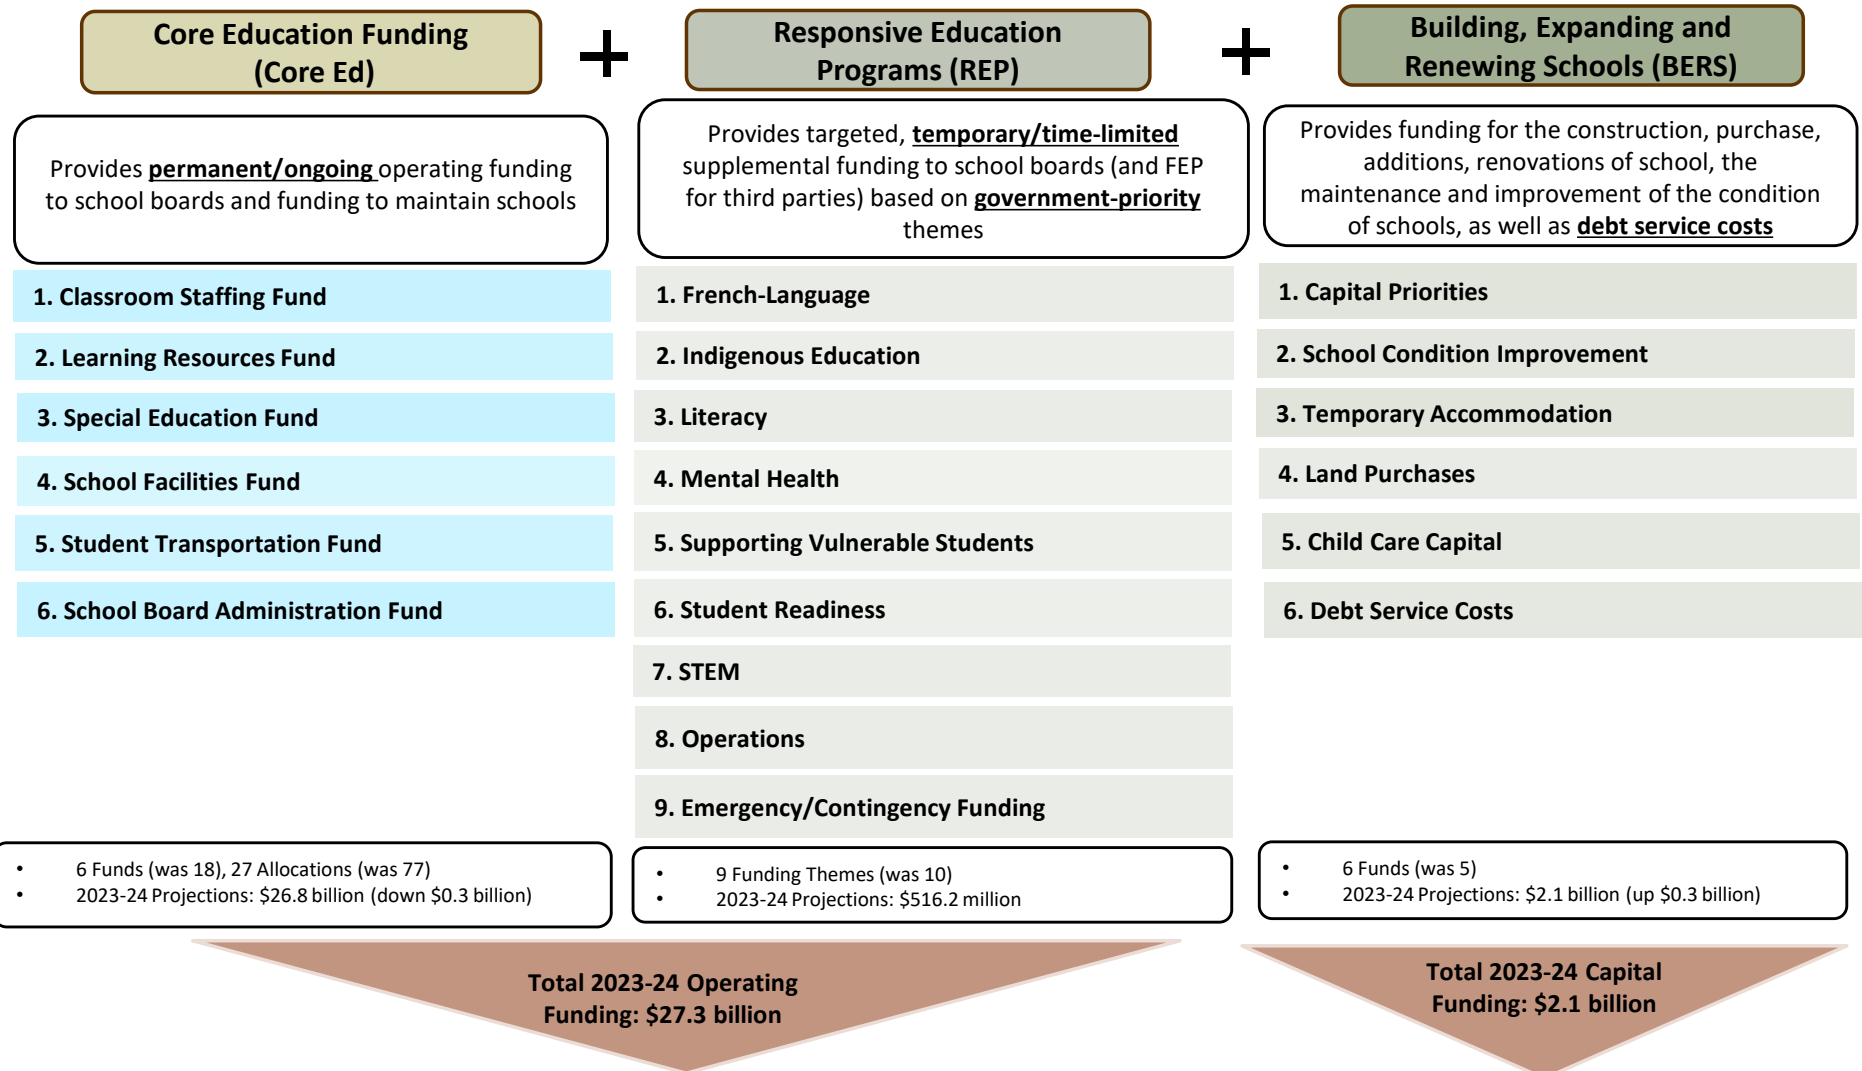 Core Education Funding
(Core Ed)
+
Responsive Education
Programs (REP)
+
Building, Expanding and
Renewing Schools (BERS)
Provides permanent/ongoing operating funding
to school boards and funding to maintain schools
Provides targeted, temporary/time-limited
supplemental funding to school boards (and FEP
for third parties) based on government-priority
themes
Provides funding for the construction, purchase,
additions, renovations of school, the
maintenance and improvement of the condition
of schools, as well as debt service costs
1. Classroom Staffing Fund
2. Learning Resources Fund
3. Special Education Fund
4. School Facilities Fund
5. Student Transportation Fund
6. School Board Administration Fund
1. French-Language
2. Indigenous Education
3. Literacy
4. Mental Health
5. Supporting Vulnerable Students
6. Student Readiness
7. STEM
8. Operations
9. Emergency/Contingency Funding
1. Capital Priorities
2. School Condition Improvement
3. Temporary Accommodation
4. Land Purchases
5. Child Care Capital
6. Debt Service Costs
• 6 Funds (was 18), 27 Allocations (was 77)
• 2023-24 Projections: $26.8 billion (down $0.3 billion)
• 9 Funding Themes (was 10)
• 2023-24 Projections: $516.2 million
• 6 Funds (was 5)
• 2023-24 Projections: $2.1 billion (up $0.3 billion)
Total 2023-24 Operating
Funding: $27.3 billion
Total 2023-24 Capital
Funding: $2.1 billion